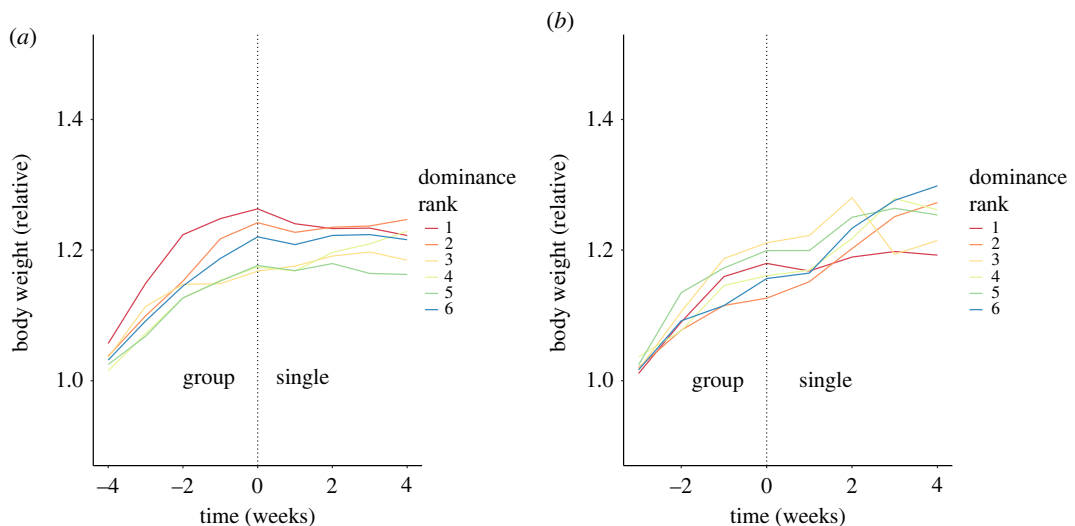 (a)
body weight (relative)
1.4
1.2
1.0
group
single
–4
–2
0
2
4
time (weeks)
dominance
rank
1
2
3
4
5
6
(b)
body weight (relative)
1.4
1.2
1.0
group
single
–2
0
2
4
time (weeks)
dominance
rank
1
2
3
4
5
6